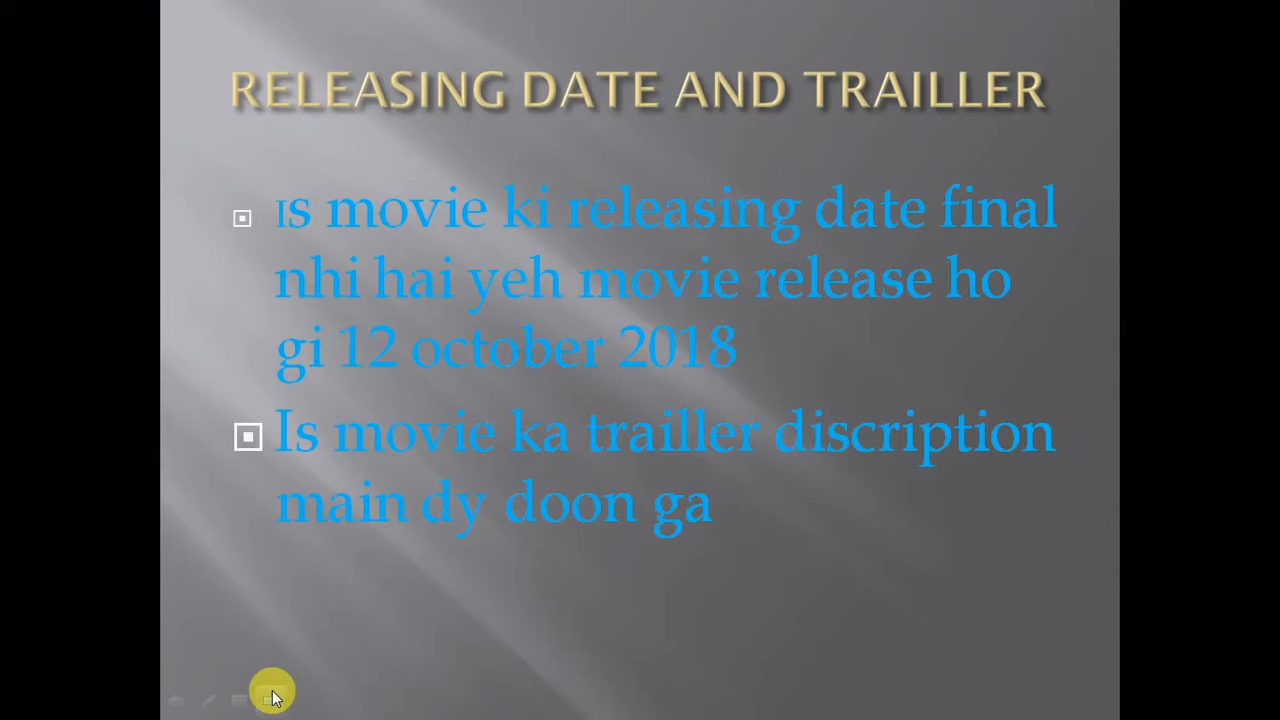 RELEASING DATE AND TRAILLER
Is movie ki releasing date final
nhi hai yeh movie release ho
gi 12 october 2018
Is movie ka trailler discription
main dy doon ga